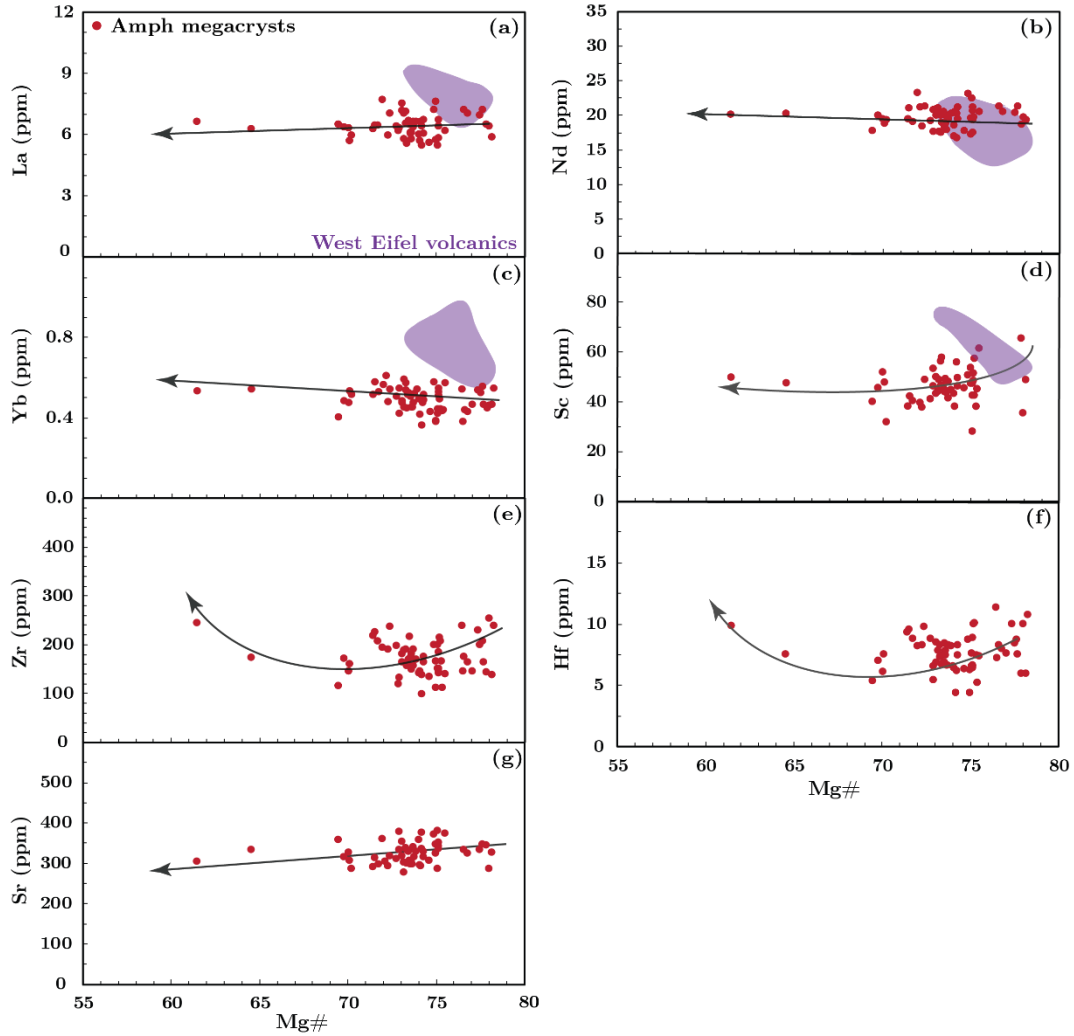 Amph megacrysts
(a)
12
9
6
3
0
La (ppm)
West Eifel volcanics
(b)
35
30
25
20
15
10
5
0
Nd (ppm)
(c)
0.8
0.4
0.0
Yb (ppm)
(d)
80
60
40
20
0
Sc (ppm)
(e)
400
300
200
100
0
Zr (ppm)
(f)
15
10
5
0
Hf (ppm)
55 60 65 70 75 80
Mg#
(g)
500
400
300
300
200
100
0
Sr (ppm)
55 60 65 70 75 80
Mg#